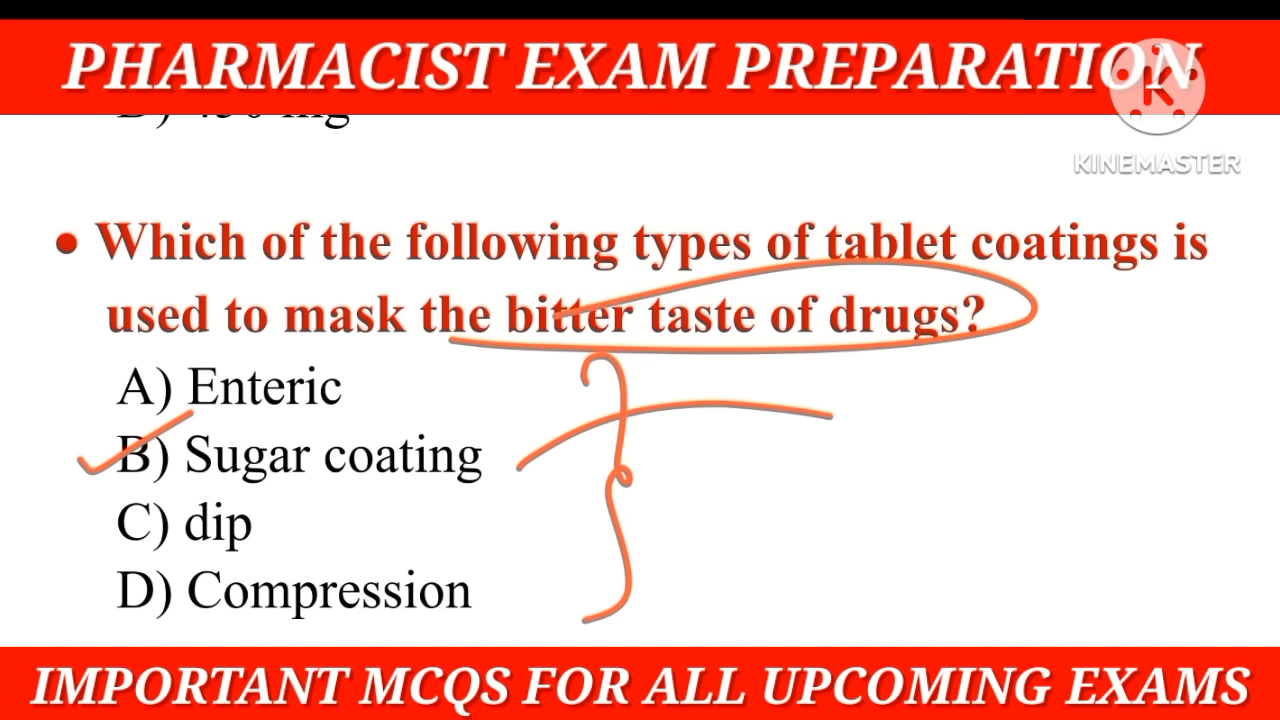 PHARMACIST EXAM PREPARATION
KINEMASTER
• Which of the following types of tablet coatings is
used to mask the bitter taste of drugs?
A) Enteric
B) Sugar coating
C) dip
D) Compression
IMPORTANT MCQS FOR ALL UPCOMING EXAMS